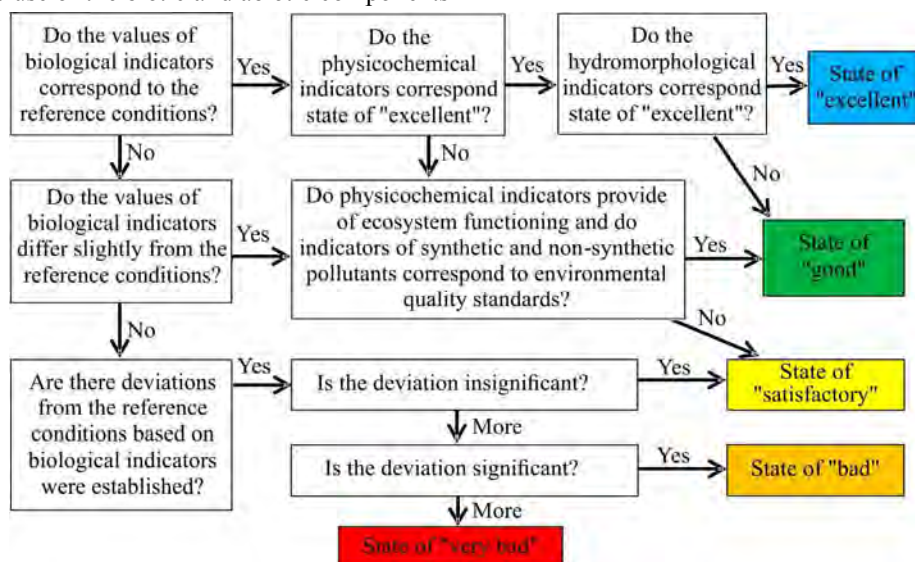 Do the values of
biological indicators
correspond to the
reference conditions?
Yes
Do the
physicochemical
indicators correspond
state of "excellent"?
Yes
Do the
hydromorphological
indicators correspond
state of "excellent"?
Yes
State of
"excellent"
No
No
No
Do the values of
biological indicators
differ slightly from the
reference conditions?
Yes
Do physicochemical indicators provide
of ecosystem functioning and do
indicators of synthetic and non-synthetic
pollutants correspond to environmental
quality standards?
Yes
State of
"good"
No
No
Are there deviations
from the reference
conditions based on
biological indicators
were established?
Yes
Is the deviation insignificant?
Yes
State of
"satisfactory"
More
Is the deviation significant?
Yes
State of "bad"
More
State of "very bad"